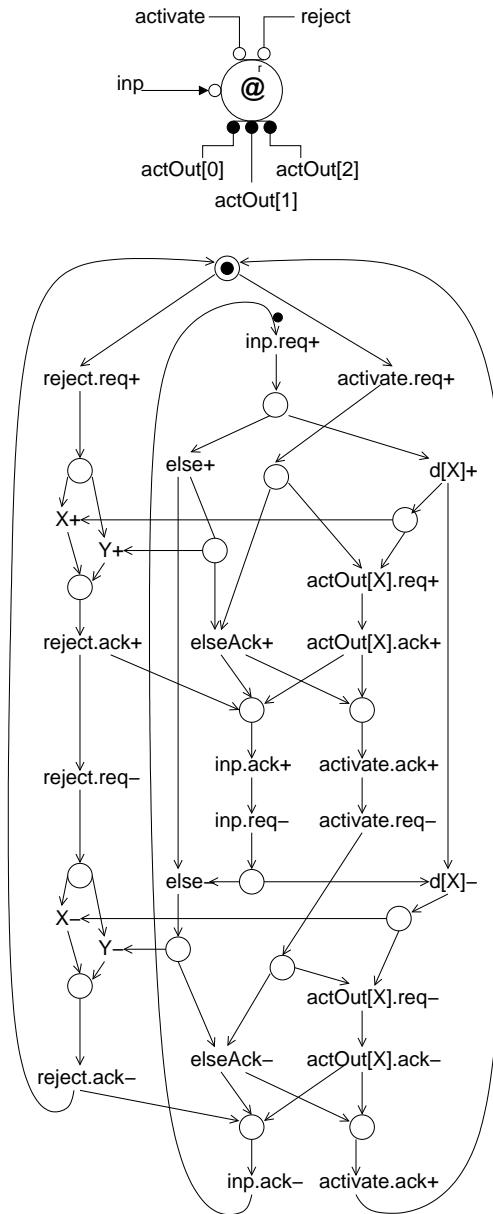 activate reject
r
@
inp
actOut[0] actOut[2]
actOut[1]
inp.req+
reject.req+ activate.req+
else+ d[X]+
X+
Y+
actOut[X].req+
reject.ack+ elseAck+ actOut[X].ack+
inp.ack+ activate.ack+
reject.req−
inp.req− activate.req−
else− d[X]−
X−
Y−
actOut[X].req−
elseAck− actOut[X].ack−
reject.ack−
inp.ack− activate.ack+